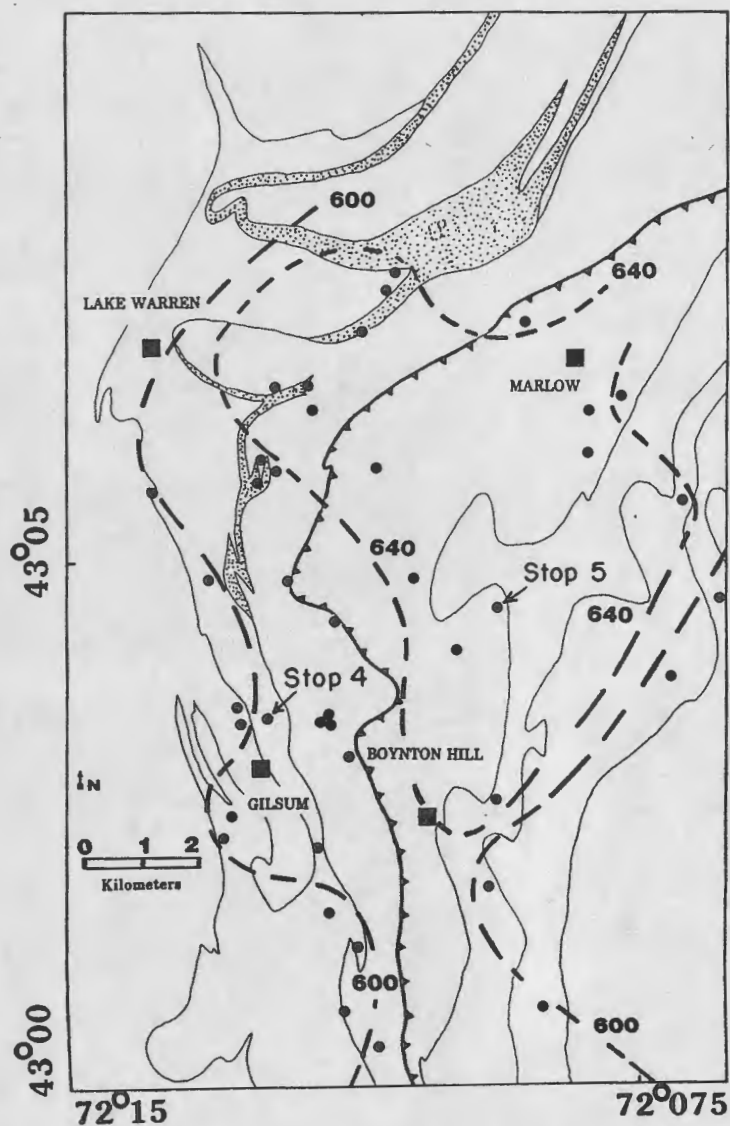 600
640
LAKE WARREN
MARLOW
43°05
640
Stop 5
640
Stop 4
BOYNTON HILL
N
GILSUM
0 1 2
Kilometers
600
600
43°00
72°15
72°075